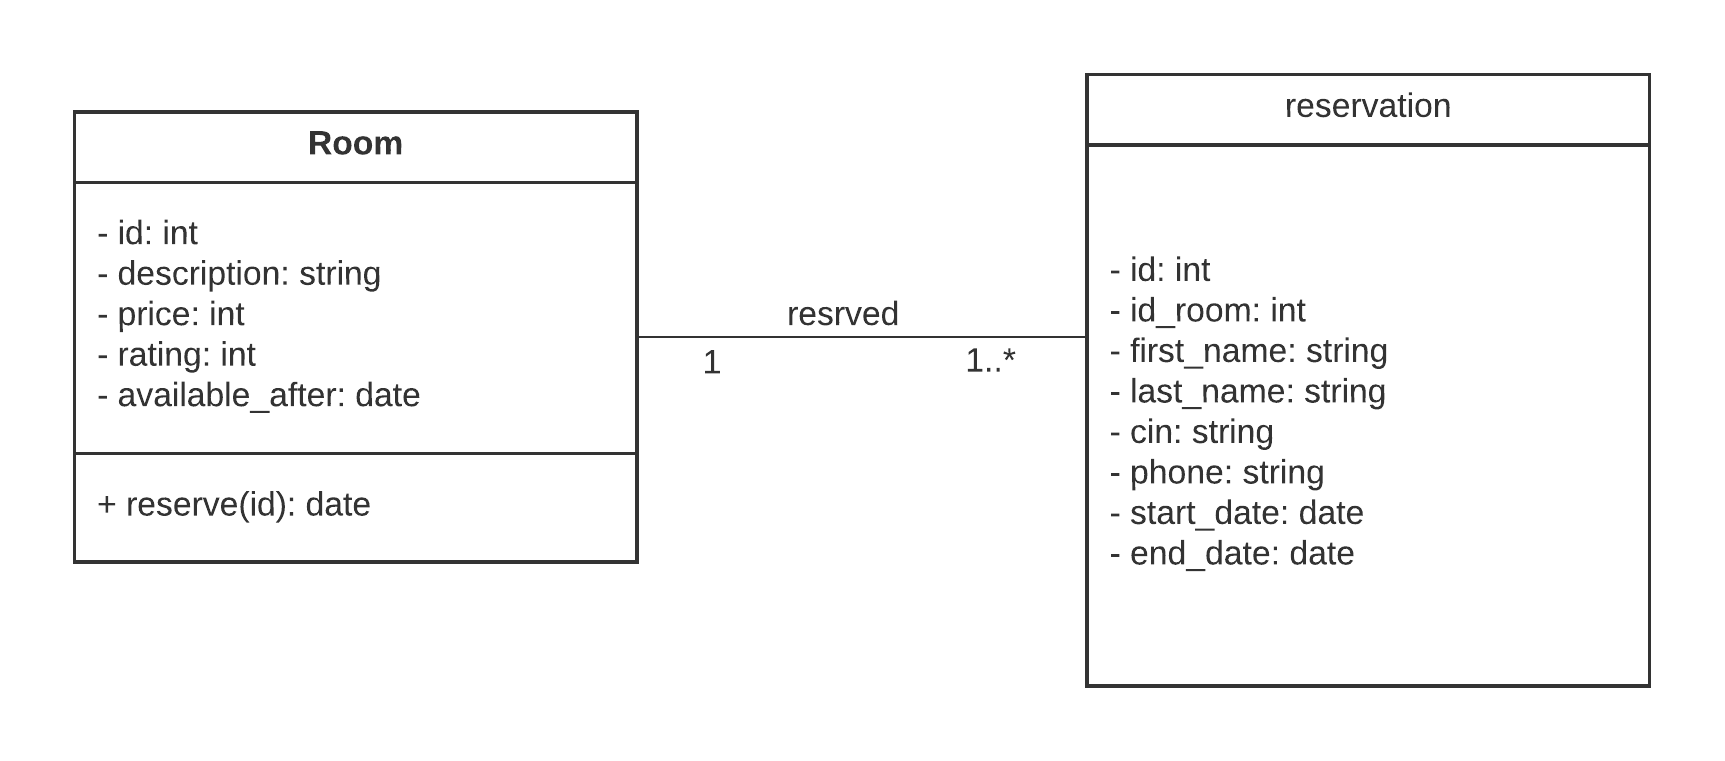 Room
- id: int
- description: string
- price: int
- rating: int
- available_after: date
+ reserve(id): date
resrved
1
1..*
reservation
- id: int
- id_room: int
- first_name: string
- last_name: string
- cin: string
- phone: string
- start_date: date
- end_date: date